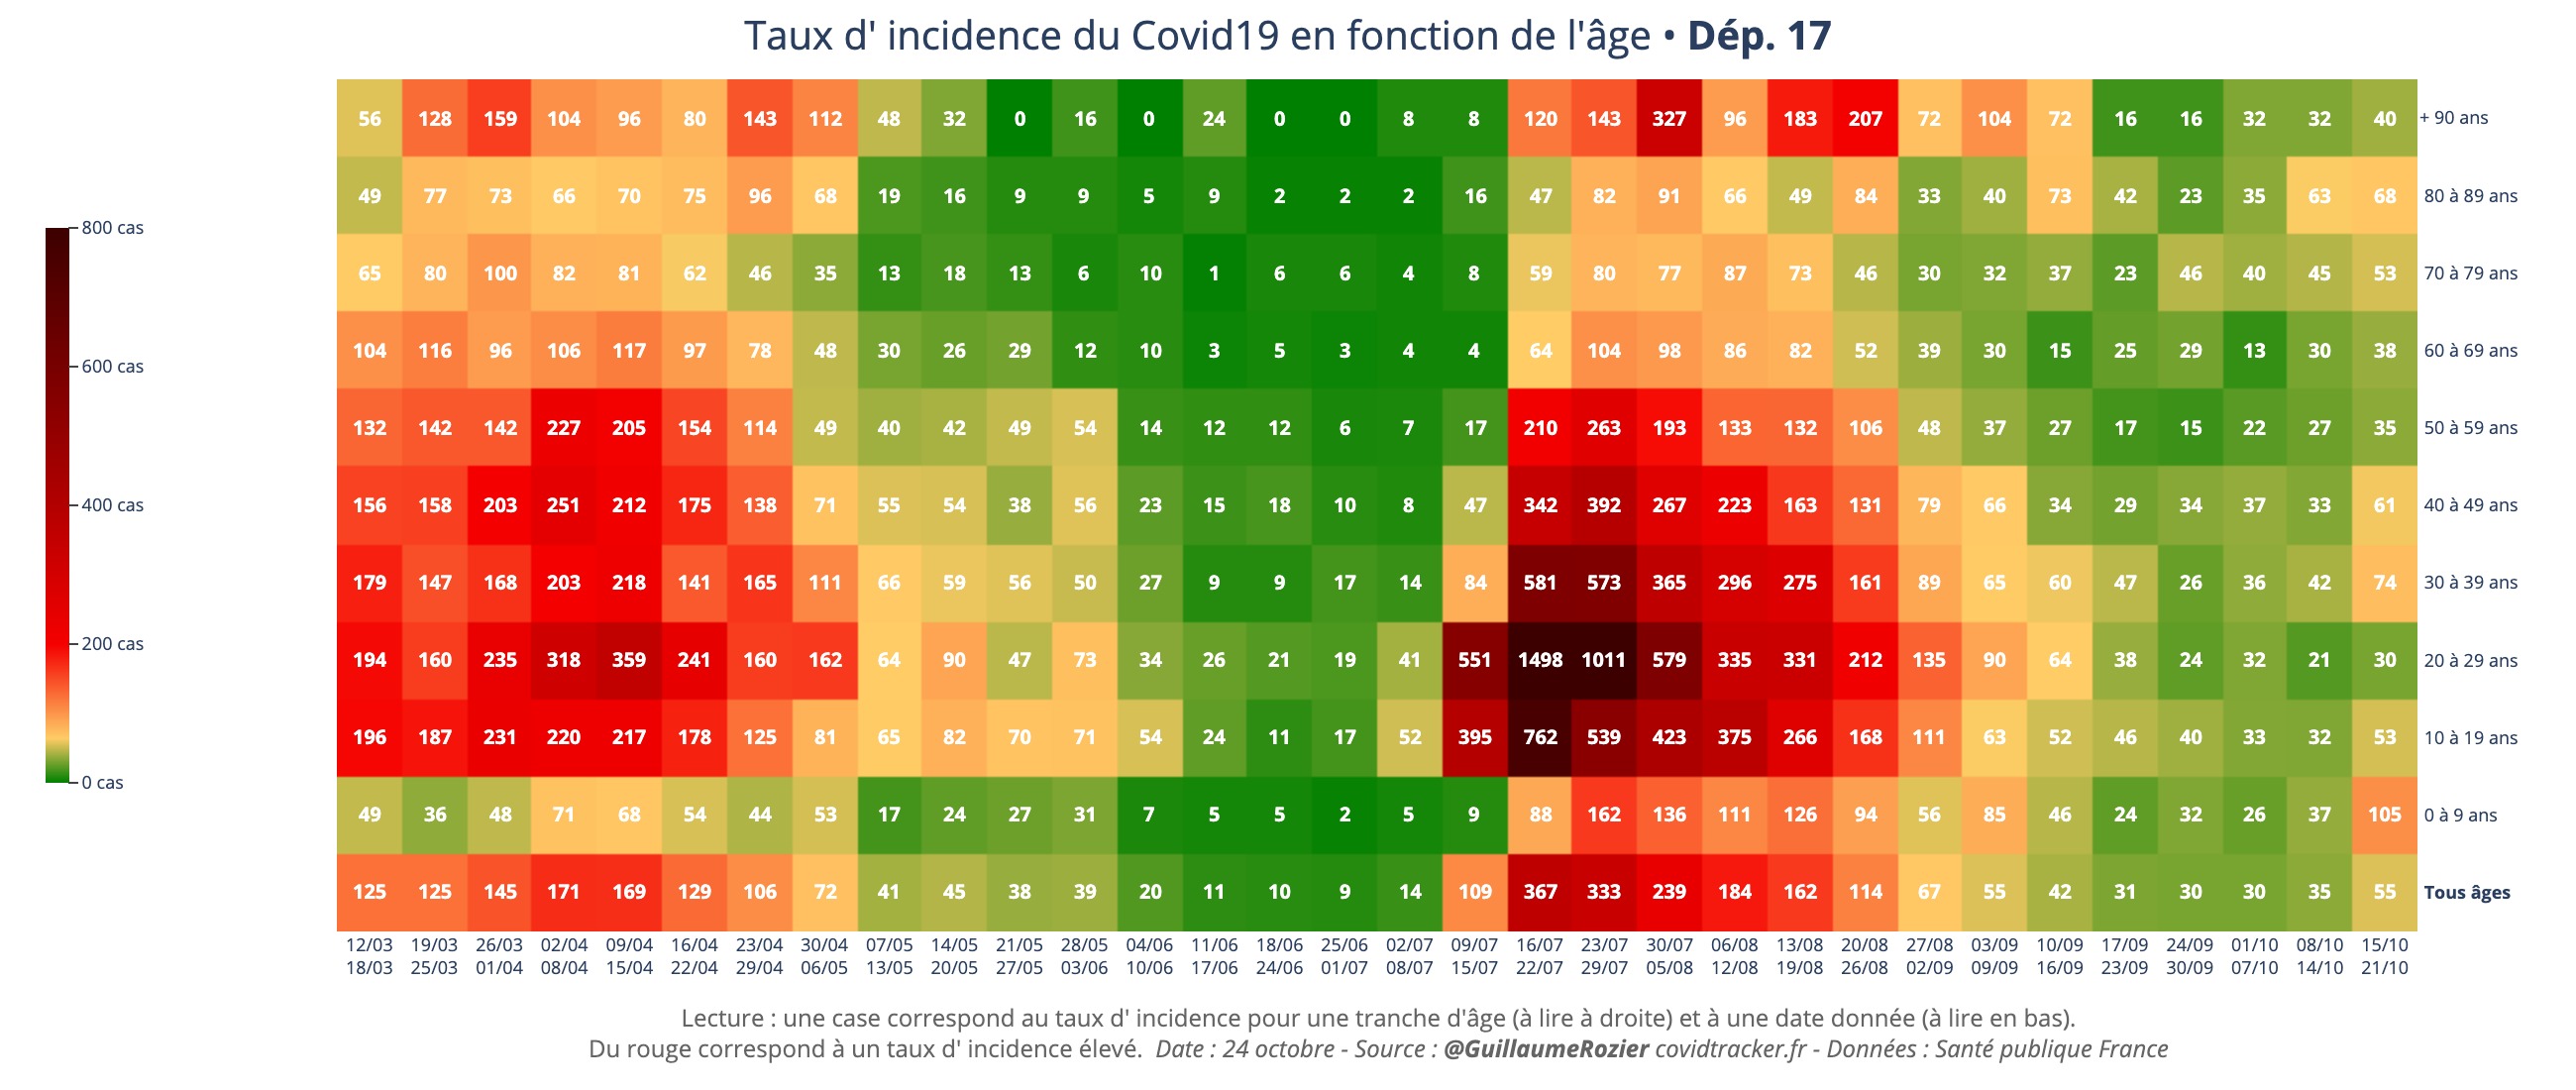 Taux d' incidence du Covid19 en fonction de l'âge • Dép. 17
56 128 159 104 96 80 143 112 48 32 0 16 0 24 0 0 8 8 120 143 327 96 183 207 72 104 72 16 16 32 32 40 + 90 ans
49 77 73 66 70 75 96 68 19 16 9 9 5 9 2 2 2 16 47 82 91 66 49 84 33 40 73 42 23 35 63 68 80 à 89 ans
800 cas
65 80 100 82 81 62 46 35 13 18 13 6 10 1 6 6 4 8 59 80 77 87 73 46 30 32 37 23 46 40 45 53 70 à 79 ans
104 116 96 106 117 97 78 48 30 26 29 12 10 3 5 3 4 4 64 104 98 86 82 52 39 30 15 25 29 13 30 38 60 à 69 ans
600 cas
132 142 142 227 205 154 114 49 40 42 49 54 14 12 12 6 7 17 210 263 193 133 132 106 48 37 27 17 15 22 27 35 50 à 59 ans
400 cas
156 158 203 251 212 175 138 71 55 54 38 56 23 15 18 10 8 47 342 392 267 223 163 131 79 66 34 29 34 37 33 61 40 à 49 ans
179 147 168 203 218 141 165 111 66 59 56 50 27 9 9 17 14 84 581 573 365 296 275 161 89 65 60 47 26 36 42 74 30 à 39 ans
200 cas
194 160 235 318 359 241 160 162 64 90 47 73 34 26 21 19 41 551 1498 1011 579 335 331 212 135 90 64 38 24 32 21 30 20 à 29 ans
196 187 231 220 217 178 125 81 65 82 70 71 54 24 11 17 52 395 762 539 423 375 266 168 111 63 52 46 40 33 32 53 10 à 19 ans
0 cas
49 36 48 71 68 54 44 53 17 24 27 31 7 5 5 2 5 9 88 162 136 111 126 94 56 85 46 24 32 26 37 105 0 à 9 ans
125 125 145 171 169 129 106 72 41 45 38 39 20 11 10 9 14 109 367 333 239 184 162 114 67 55 42 31 30 30 35 55 Tous âges
12/03 19/03 26/03 02/04 09/04 16/04 23/04 30/04 07/05 14/05 21/05 28/05 04/06 11/06 18/06 25/06 02/07 09/07 16/07 23/07 30/07 06/08 13/08 20/08 27/08 03/09 10/09 17/09 24/09 01/10 08/10 15/10
18/03 25/03 01/04 08/04 15/04 22/04 29/04 06/05 13/05 20/05 27/05 03/06 10/06 17/06 24/06 01/07 08/07 15/07 22/07 29/07 05/08 12/08 19/08 26/08 02/09 09/09 16/09 23/09 30/09 07/10 14/10 21/10
Lecture : une case correspond au taux d' incidence pour une tranche d'âge (à lire à droite) et à une date donnée (à lire en bas).
Du rouge correspond à un taux d' incidence élevé. Date : 24 octobre - Source : @GuillaumeRozier covidtracker.fr - Données : Santé publique France